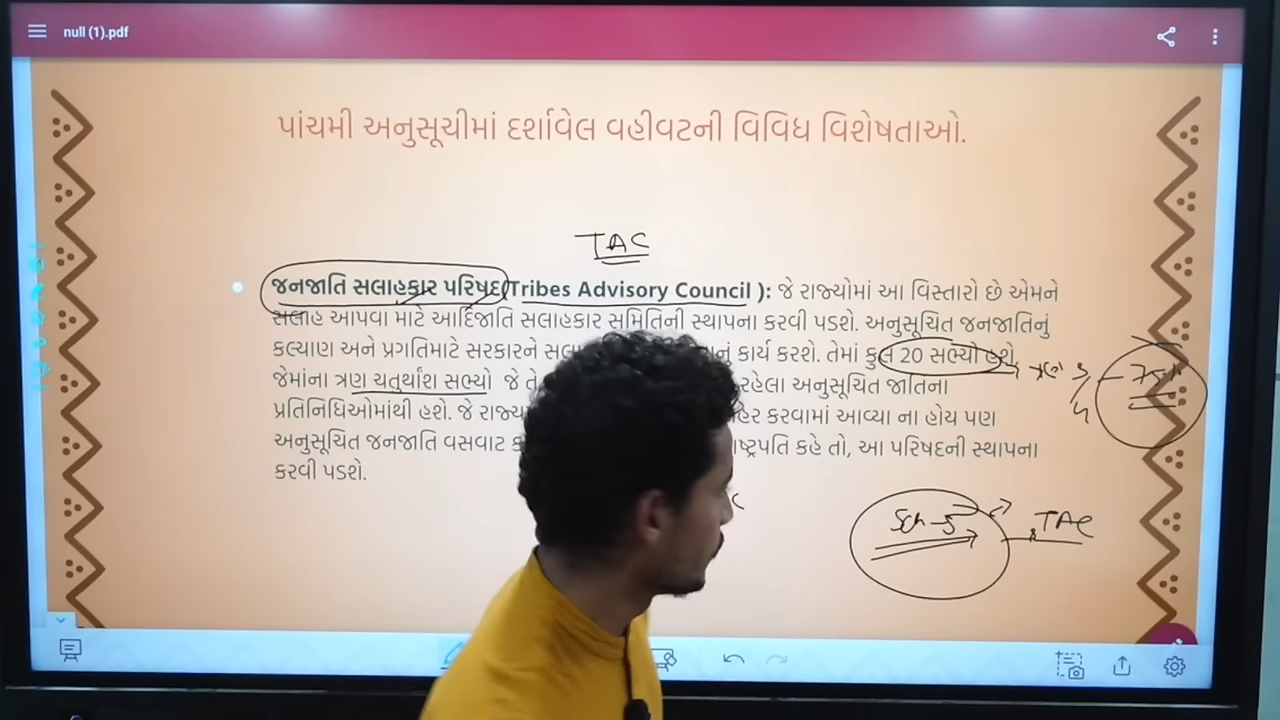 null (1).pdf
પાંચમી અનુસૂચીમાં દર્શાવેલ વહીવટની વિવિધ વિશેષતાઓ.
TAC
જનજાતિ સલાહકાર પરિષદ(Tribes Advisory Council ): જે રાજ્યોમાં આ વિસ્તારો છે એમને
સલાહ આપવા માટે આદિજાતિ સલાહકાર સમિતિની સ્થાપના કરવી પડશે. અનુસૂચિત જનજાતિનું
કલ્યાણ અને પ્રગતિમાટે સરકારને કાર્ય કરશે. તેમાં કુલ 20 સભ્યો હશે,
જેમાંના ત્રણ ચતુર્થાંશ સભ્યો જે રહેલા અનુસૂચિત જાતિના
પ્રતિનિધિઓમાંથી હશે. જે કરવામાં આવ્યા ના હોય પણ
અનુસૂચિત જનજાતિ વસવાટ કહે તો, આ પરિષદની સ્થાપના
કરવી પડશે.
Sch-5 TAC